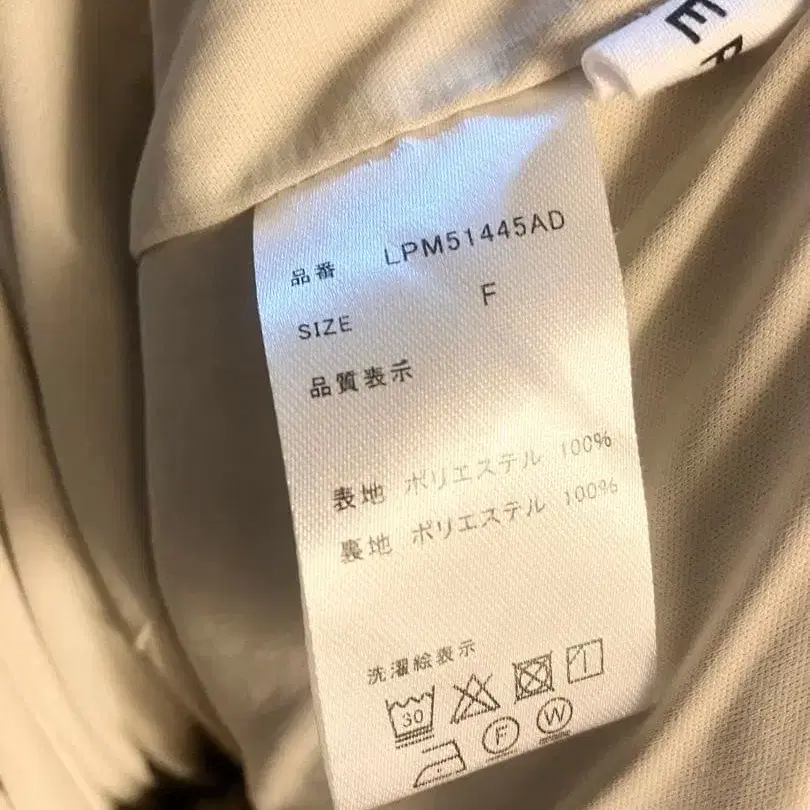 品番 LPM51445AD
SIZE F
品質表示
表地 ポリエステル 100%
裏地 ポリエステル 100%
洗濯絵表示
30
F W